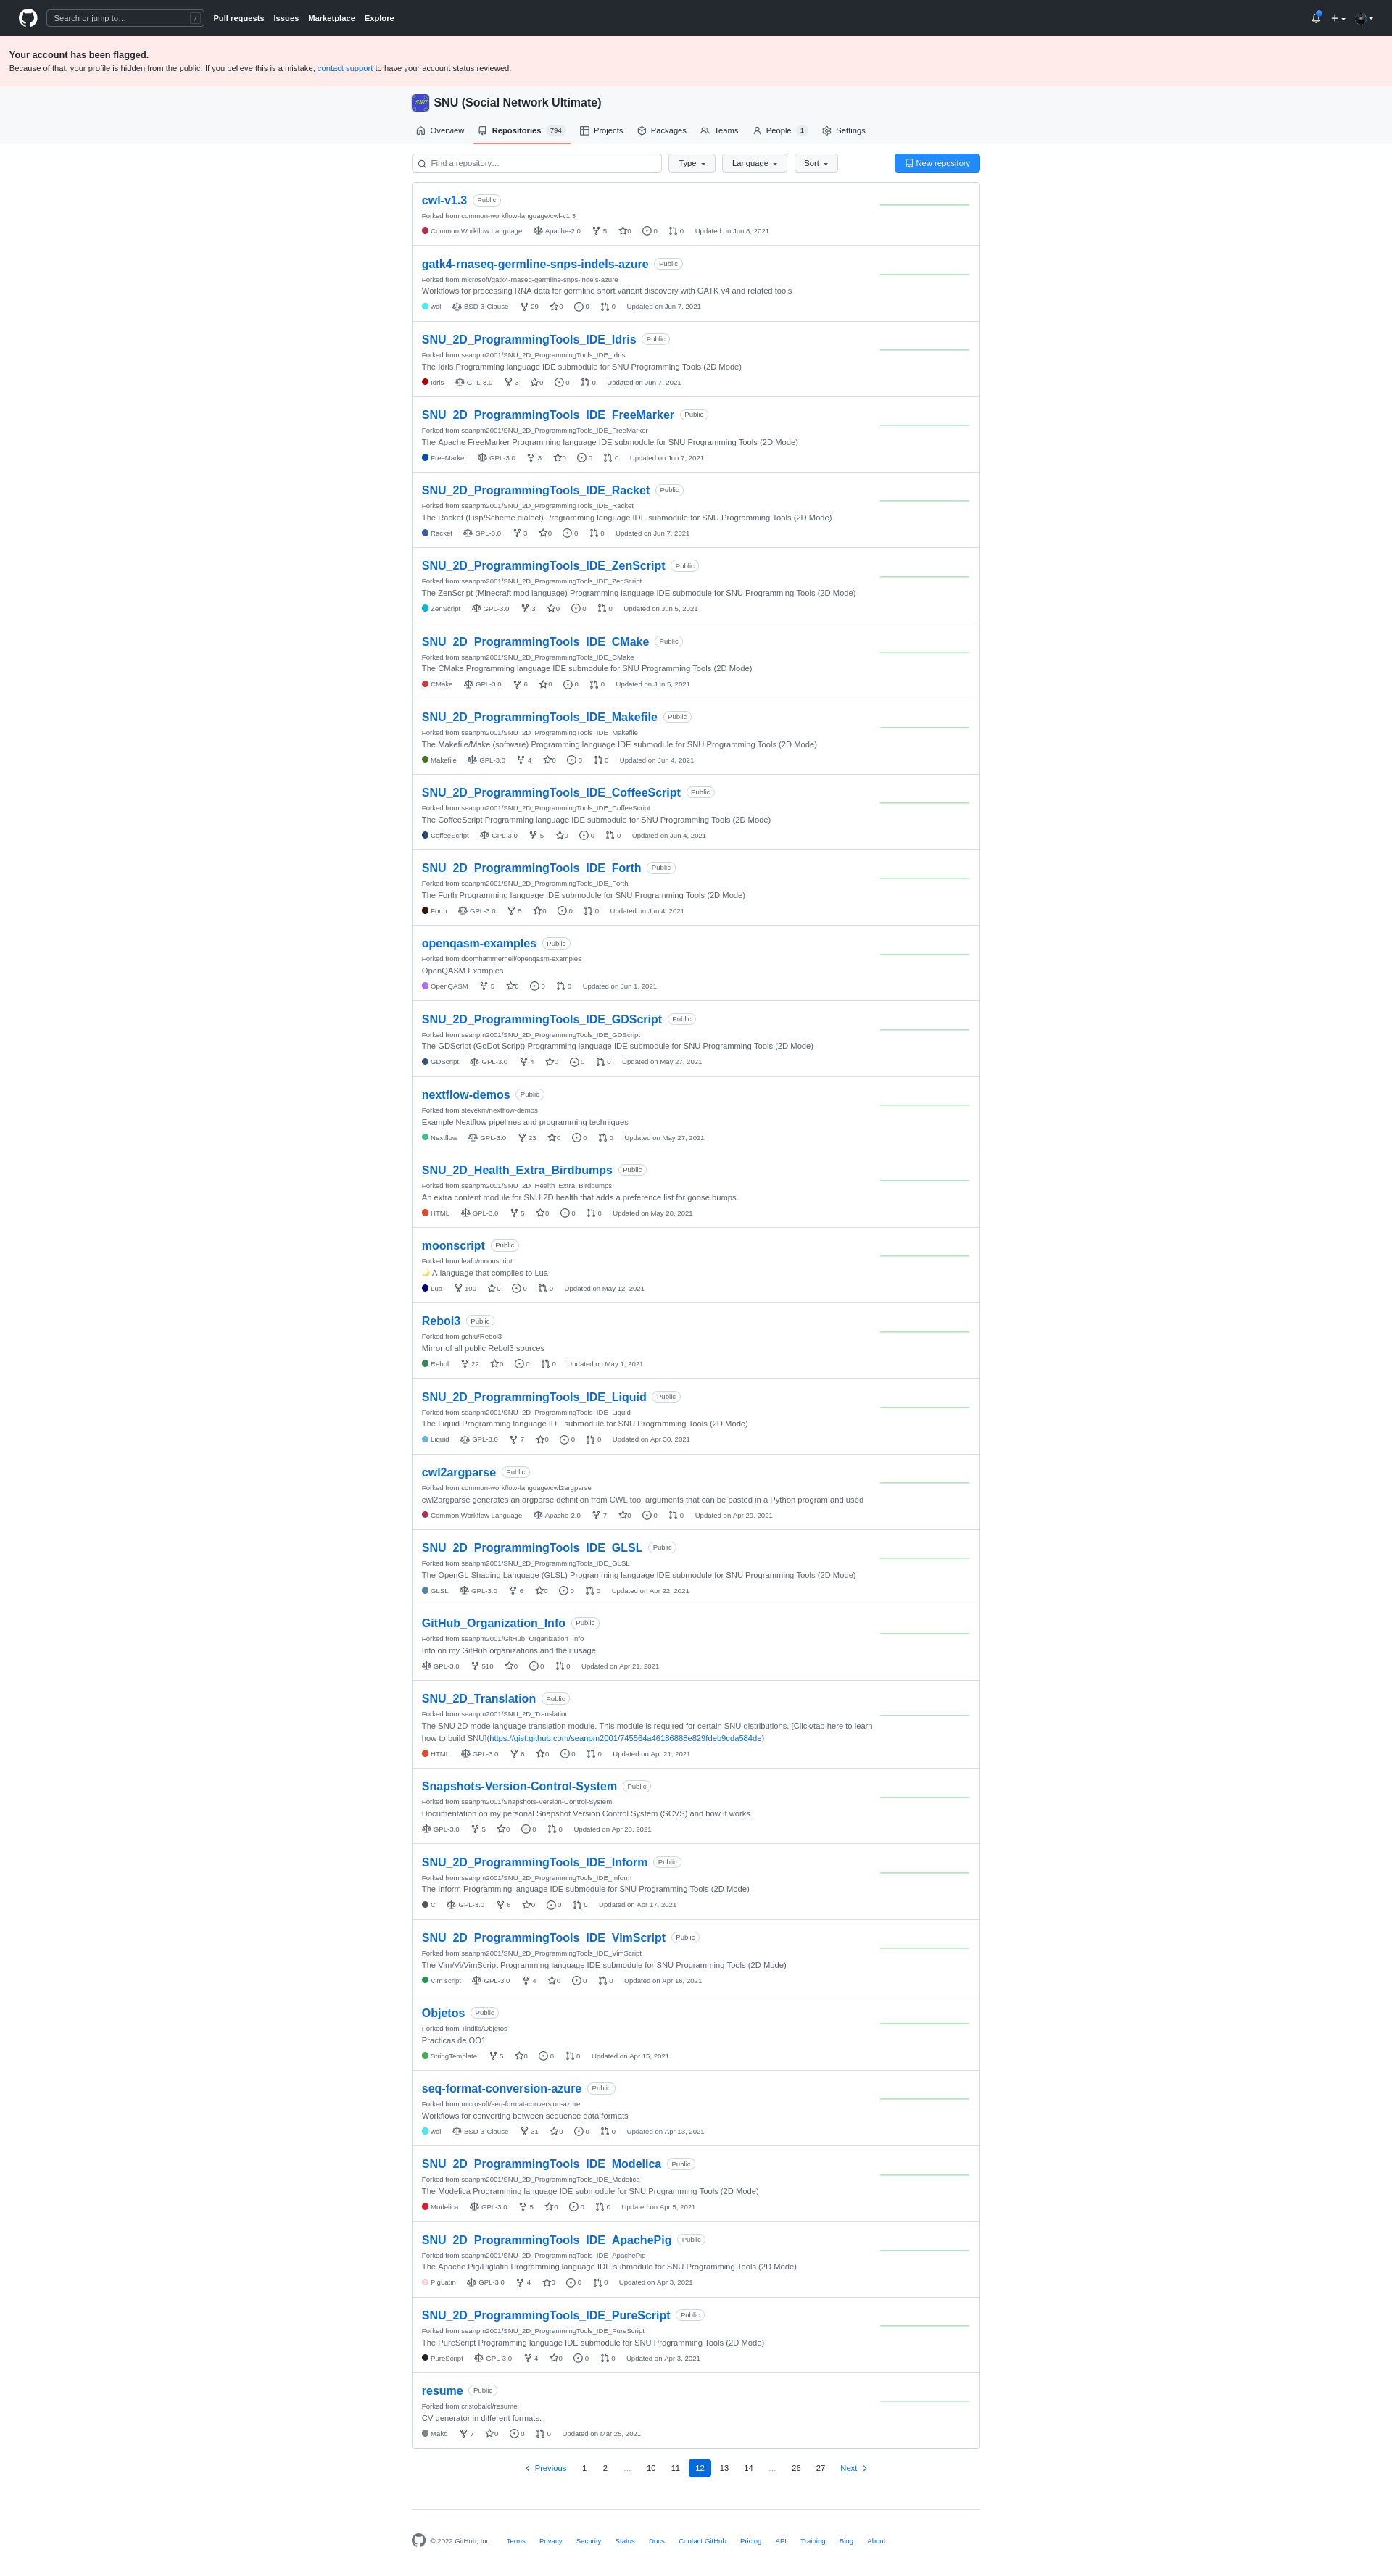 Search or jump to… /
Pull requests Issues Marketplace Explore
Your account has been flagged.
Because of that, your profile is hidden from the public. If you believe this is a mistake, contact support to have your account status reviewed.
SNU (Social Network Ultimate)
Overview Repositories 794 Projects Packages Teams People 1 Settings
Find a repository… Type Language Sort New repository
cwl-v1.3 Public
Forked from common-workflow-language/cwl-v1.3
Common Workflow Language Apache-2.0 5 0 0 0 Updated on Jun 8, 2021
gatk4-rnaseq-germline-snps-indels-azure Public
Forked from microsoft/gatk4-rnaseq-germline-snps-indels-azure
Workflows for processing RNA data for germline short variant discovery with GATK v4 and related tools
wdl BSD-3-Clause 29 0 0 0 Updated on Jun 7, 2021
SNU_2D_ProgrammingTools_IDE_Idris Public
Forked from seanpm2001/SNU_2D_ProgrammingTools_IDE_Idris
The Idris Programming language IDE submodule for SNU Programming Tools (2D Mode)
Idris GPL-3.0 3 0 0 0 Updated on Jun 7, 2021
SNU_2D_ProgrammingTools_IDE_FreeMarker Public
Forked from seanpm2001/SNU_2D_ProgrammingTools_IDE_FreeMarker
The Apache FreeMarker Programming language IDE submodule for SNU Programming Tools (2D Mode)
FreeMarker GPL-3.0 3 0 0 0 Updated on Jun 7, 2021
SNU_2D_ProgrammingTools_IDE_Racket Public
Forked from seanpm2001/SNU_2D_ProgrammingTools_IDE_Racket
The Racket (Lisp/Scheme dialect) Programming language IDE submodule for SNU Programming Tools (2D Mode)
Racket GPL-3.0 3 0 0 0 Updated on Jun 7, 2021
SNU_2D_ProgrammingTools_IDE_ZenScript Public
Forked from seanpm2001/SNU_2D_ProgrammingTools_IDE_ZenScript
The ZenScript (Minecraft mod language) Programming language IDE submodule for SNU Programming Tools (2D Mode)
ZenScript GPL-3.0 3 0 0 0 Updated on Jun 5, 2021
SNU_2D_ProgrammingTools_IDE_CMake Public
Forked from seanpm2001/SNU_2D_ProgrammingTools_IDE_CMake
The CMake Programming language IDE submodule for SNU Programming Tools (2D Mode)
CMake GPL-3.0 6 0 0 0 Updated on Jun 5, 2021
SNU_2D_ProgrammingTools_IDE_Makefile Public
Forked from seanpm2001/SNU_2D_ProgrammingTools_IDE_Makefile
The Makefile/Make (software) Programming language IDE submodule for SNU Programming Tools (2D Mode)
Makefile GPL-3.0 4 0 0 0 Updated on Jun 4, 2021
SNU_2D_ProgrammingTools_IDE_CoffeeScript Public
Forked from seanpm2001/SNU_2D_ProgrammingTools_IDE_CoffeeScript
The CoffeeScript Programming language IDE submodule for SNU Programming Tools (2D Mode)
CoffeeScript GPL-3.0 5 0 0 0 Updated on Jun 4, 2021
SNU_2D_ProgrammingTools_IDE_Forth Public
Forked from seanpm2001/SNU_2D_ProgrammingTools_IDE_Forth
The Forth Programming language IDE submodule for SNU Programming Tools (2D Mode)
Forth GPL-3.0 5 0 0 0 Updated on Jun 4, 2021
openqasm-examples Public
Forked from doomhammerhell/openqasm-examples
OpenQASM Examples
OpenQASM 5 0 0 0 Updated on Jun 1, 2021
SNU_2D_ProgrammingTools_IDE_GDScript Public
Forked from seanpm2001/SNU_2D_ProgrammingTools_IDE_GDScript
The GDScript (GoDot Script) Programming language IDE submodule for SNU Programming Tools (2D Mode)
GDScript GPL-3.0 4 0 0 0 Updated on May 27, 2021
nextflow-demos Public
Forked from stevekm/nextflow-demos
Example Nextflow pipelines and programming techniques
Nextflow GPL-3.0 23 0 0 0 Updated on May 27, 2021
SNU_2D_Health_Extra_Birdbumps Public
Forked from seanpm2001/SNU_2D_Health_Extra_Birdbumps
An extra content module for SNU 2D health that adds a preference list for goose bumps.
HTML GPL-3.0 5 0 0 0 Updated on May 20, 2021
moonscript Public
Forked from leafo/moonscript
🌙 A language that compiles to Lua
Lua 190 0 0 0 Updated on May 12, 2021
Rebol3 Public
Forked from gchiu/Rebol3
Mirror of all public Rebol3 sources
Rebol 22 0 0 0 Updated on May 1, 2021
SNU_2D_ProgrammingTools_IDE_Liquid Public
Forked from seanpm2001/SNU_2D_ProgrammingTools_IDE_Liquid
The Liquid Programming language IDE submodule for SNU Programming Tools (2D Mode)
Liquid GPL-3.0 7 0 0 0 Updated on Apr 30, 2021
cwl2argparse Public
Forked from common-workflow-language/cwl2argparse
cwl2argparse generates an argparse definition from CWL tool arguments that can be pasted in a Python program and used
Common Workflow Language Apache-2.0 7 0 0 0 Updated on Apr 29, 2021
SNU_2D_ProgrammingTools_IDE_GLSL Public
Forked from seanpm2001/SNU_2D_ProgrammingTools_IDE_GLSL
The OpenGL Shading Language (GLSL) Programming language IDE submodule for SNU Programming Tools (2D Mode)
GLSL GPL-3.0 6 0 0 0 Updated on Apr 22, 2021
GitHub_Organization_Info Public
Forked from seanpm2001/GitHub_Organization_Info
Info on my GitHub organizations and their usage.
GPL-3.0 510 0 0 0 Updated on Apr 21, 2021
SNU_2D_Translation Public
Forked from seanpm2001/SNU_2D_Translation
The SNU 2D mode language translation module. This module is required for certain SNU distributions. [Click/tap here to learn
how to build SNU](https://gist.github.com/seanpm2001/745564a46186888e829fdeb9cda584de)
HTML GPL-3.0 8 0 0 0 Updated on Apr 21, 2021
Snapshots-Version-Control-System Public
Forked from seanpm2001/Snapshots-Version-Control-System
Documentation on my personal Snapshot Version Control System (SCVS) and how it works.
GPL-3.0 5 0 0 0 Updated on Apr 20, 2021
SNU_2D_ProgrammingTools_IDE_Inform Public
Forked from seanpm2001/SNU_2D_ProgrammingTools_IDE_Inform
The Inform Programming language IDE submodule for SNU Programming Tools (2D Mode)
C GPL-3.0 6 0 0 0 Updated on Apr 17, 2021
SNU_2D_ProgrammingTools_IDE_VimScript Public
Forked from seanpm2001/SNU_2D_ProgrammingTools_IDE_VimScript
The Vim/Vi/VimScript Programming language IDE submodule for SNU Programming Tools (2D Mode)
Vim script GPL-3.0 4 0 0 0 Updated on Apr 16, 2021
Objetos Public
Forked from Tindilp/Objetos
Practicas de OO1
StringTemplate 5 0 0 0 Updated on Apr 15, 2021
seq-format-conversion-azure Public
Forked from microsoft/seq-format-conversion-azure
Workflows for converting between sequence data formats
wdl BSD-3-Clause 31 0 0 0 Updated on Apr 13, 2021
SNU_2D_ProgrammingTools_IDE_Modelica Public
Forked from seanpm2001/SNU_2D_ProgrammingTools_IDE_Modelica
The Modelica Programming language IDE submodule for SNU Programming Tools (2D Mode)
Modelica GPL-3.0 5 0 0 0 Updated on Apr 5, 2021
SNU_2D_ProgrammingTools_IDE_ApachePig Public
Forked from seanpm2001/SNU_2D_ProgrammingTools_IDE_ApachePig
The Apache Pig/Piglatin Programming language IDE submodule for SNU Programming Tools (2D Mode)
PigLatin GPL-3.0 4 0 0 0 Updated on Apr 3, 2021
SNU_2D_ProgrammingTools_IDE_PureScript Public
Forked from seanpm2001/SNU_2D_ProgrammingTools_IDE_PureScript
The PureScript Programming language IDE submodule for SNU Programming Tools (2D Mode)
PureScript GPL-3.0 4 0 0 0 Updated on Apr 3, 2021
resume Public
Forked from cristobalcl/resume
CV generator in different formats.
Mako 7 0 0 0 Updated on Mar 25, 2021
Previous 1 2 … 10 11 12 13 14 … 26 27 Next
© 2022 GitHub, Inc. Terms Privacy Security Status Docs Contact GitHub Pricing API Training Blog About